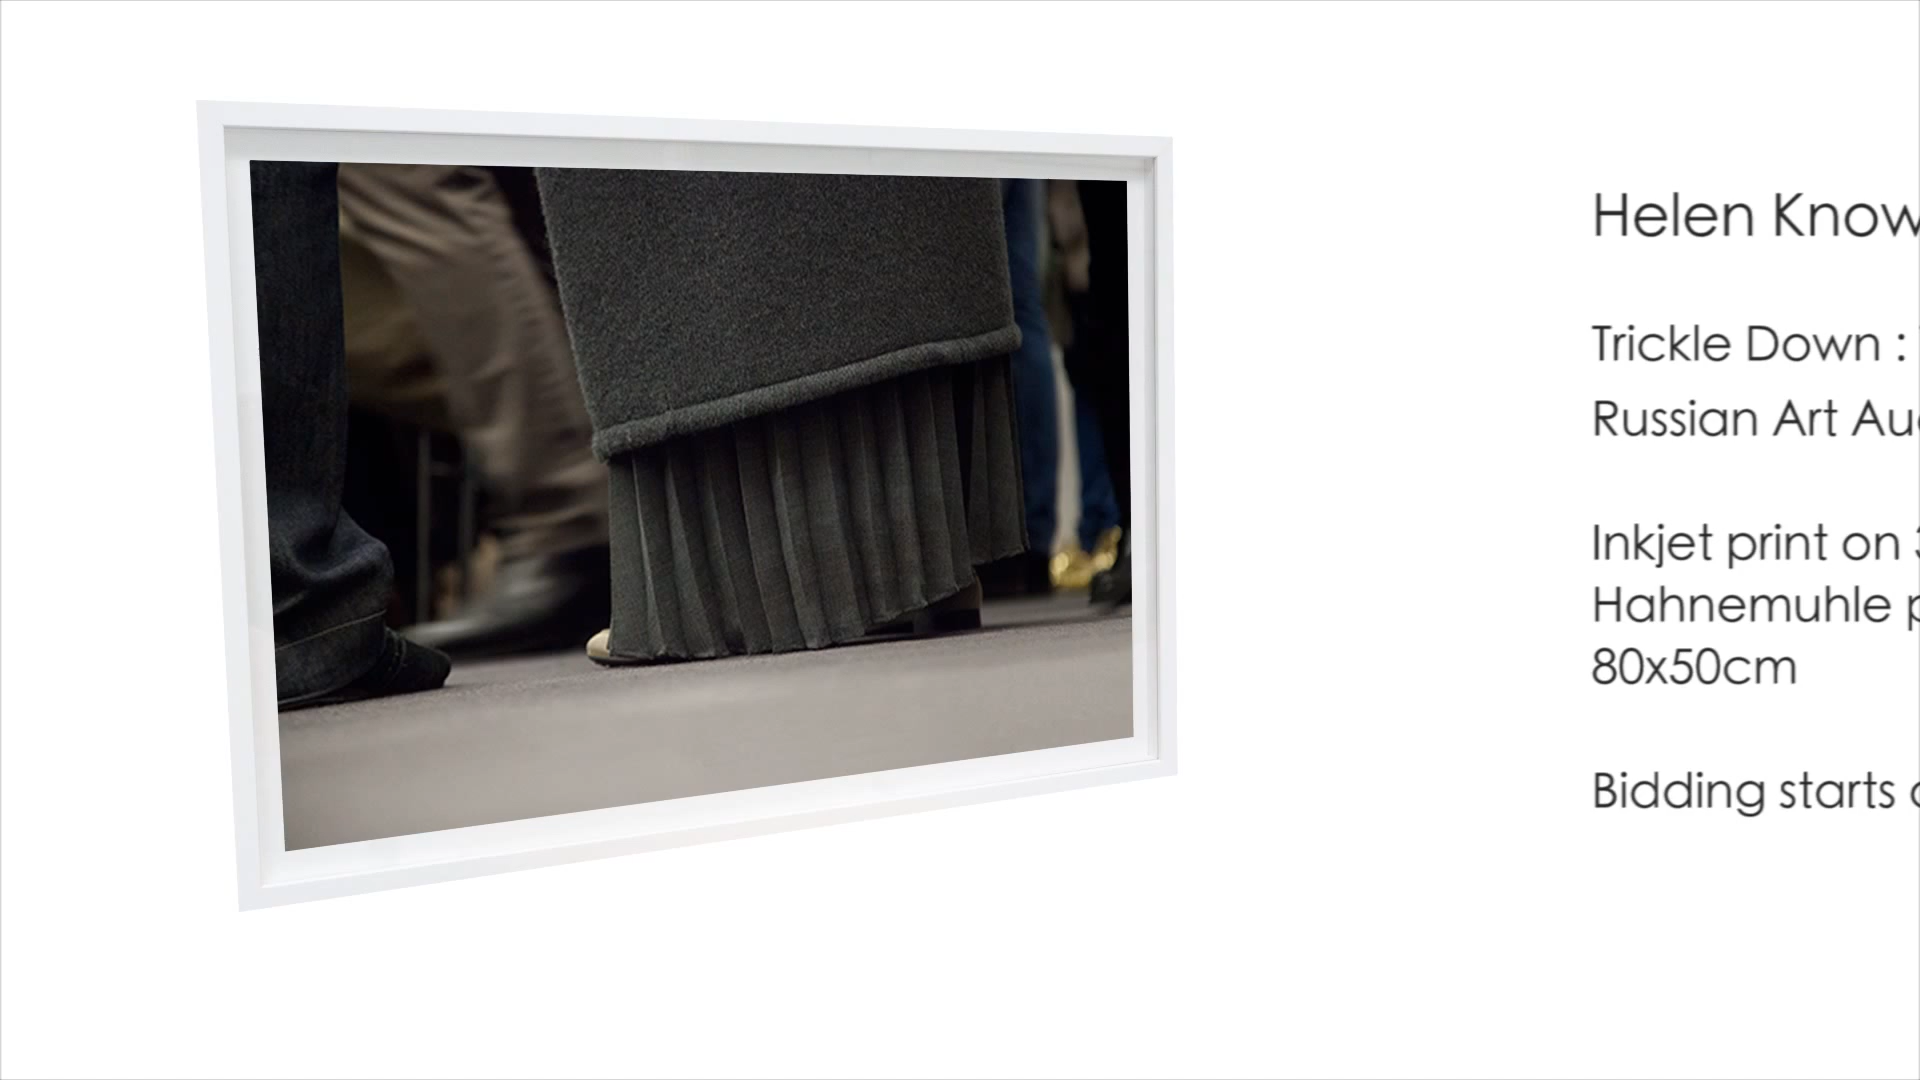 Helen Know
Trickle Down :
Russian Art Au
Inkjet print on
Hahnemuhle
80x50cm
Bidding starts